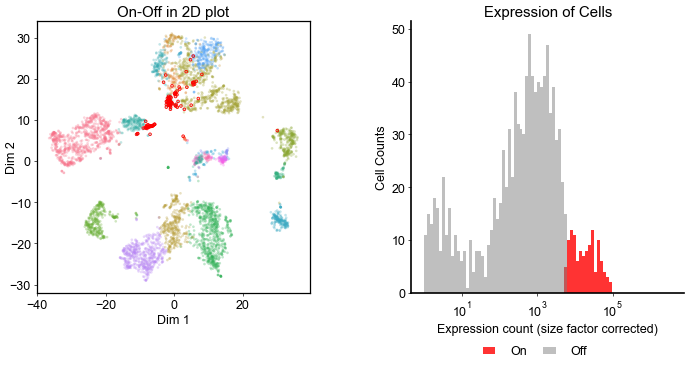 On-Off in 2D plot
30
20
10
0
−10
−20
−30
Dim 2
−40
−20
0
20
Dim 1
Expression of Cells
50
40
30
20
10
0
Cell Counts
10^1
10^3
10^5
Expression count (size factor corrected)
On
Off